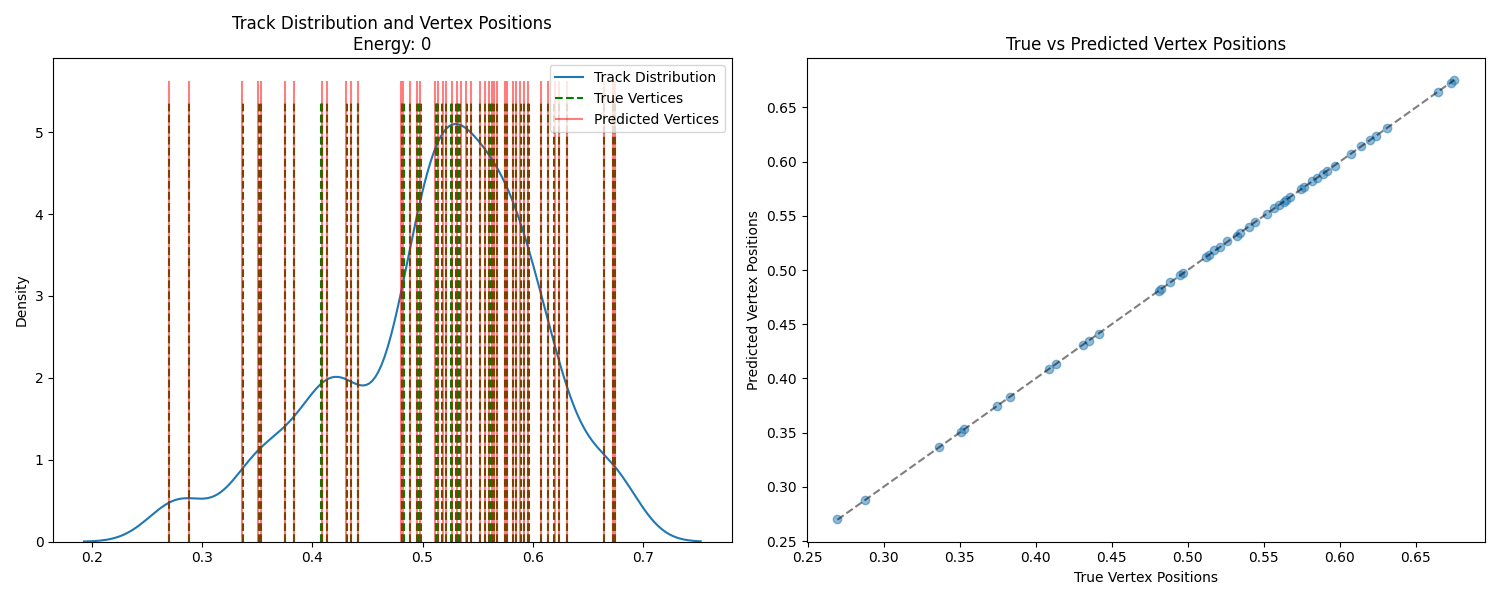 Track Distribution and Vertex Positions
Energy: 0
Track Distribution
True Vertices
Predicted Vertices
Density
5
4
3
2
1
0
0.2 0.3 0.4 0.5 0.6 0.7
True vs Predicted Vertex Positions
Predicted Vertex Positions
0.65
0.60
0.55
0.50
0.45
0.40
0.35
0.30
0.25
0.25 0.30 0.35 0.40 0.45 0.50 0.55 0.60 0.65
True Vertex Positions